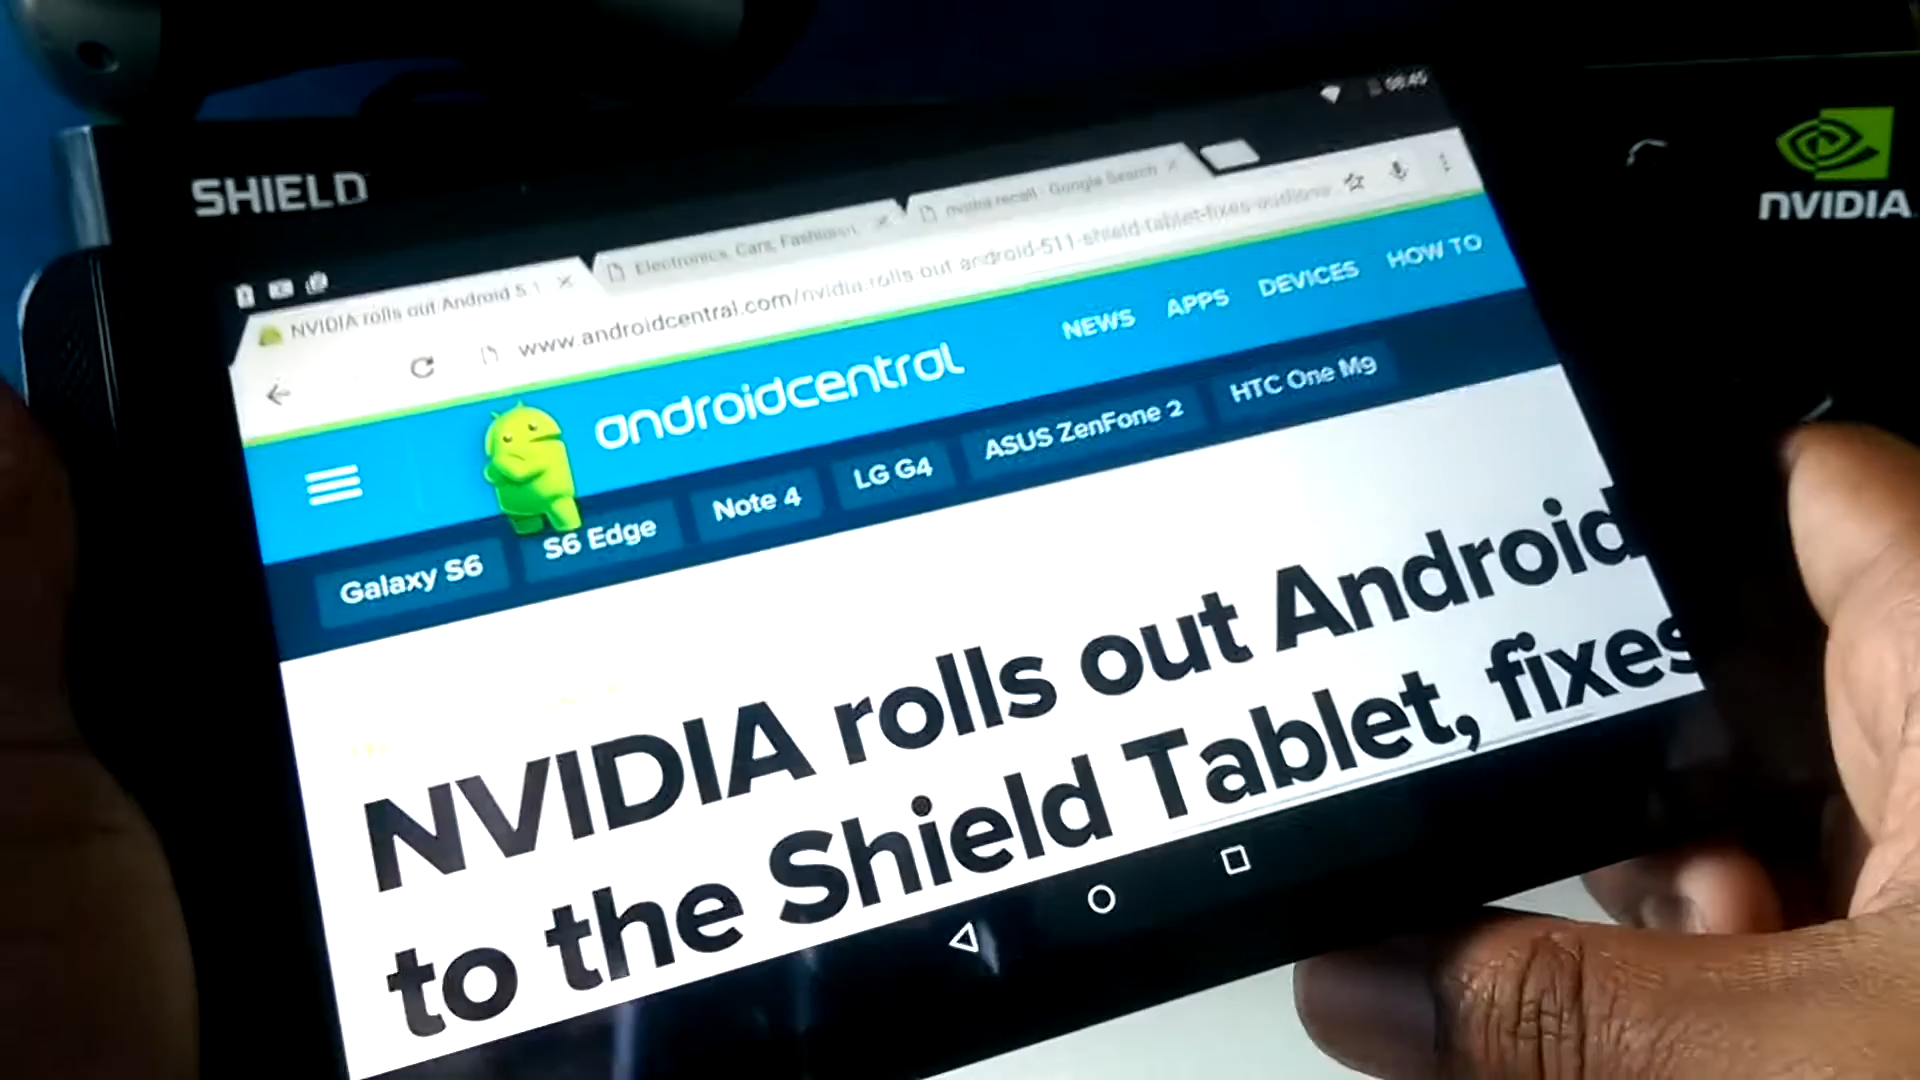 SHIELD
NVIDIA
08:45
NVIDIA rolls out Android 5.1
Electronics, Cars, Fashion,
nvidia recall - Google Search
www.androidcentral.com/nvidia-rolls-out-android-511-shield-tablet-fixes-audio
androidcentral
NEWS APPS DEVICES HOW TO
Galaxy S6 S6 Edge Note 4 LG G4 ASUS ZenFone 2 HTC One M9
NVIDIA rolls out Android
to the Shield Tablet, fixes